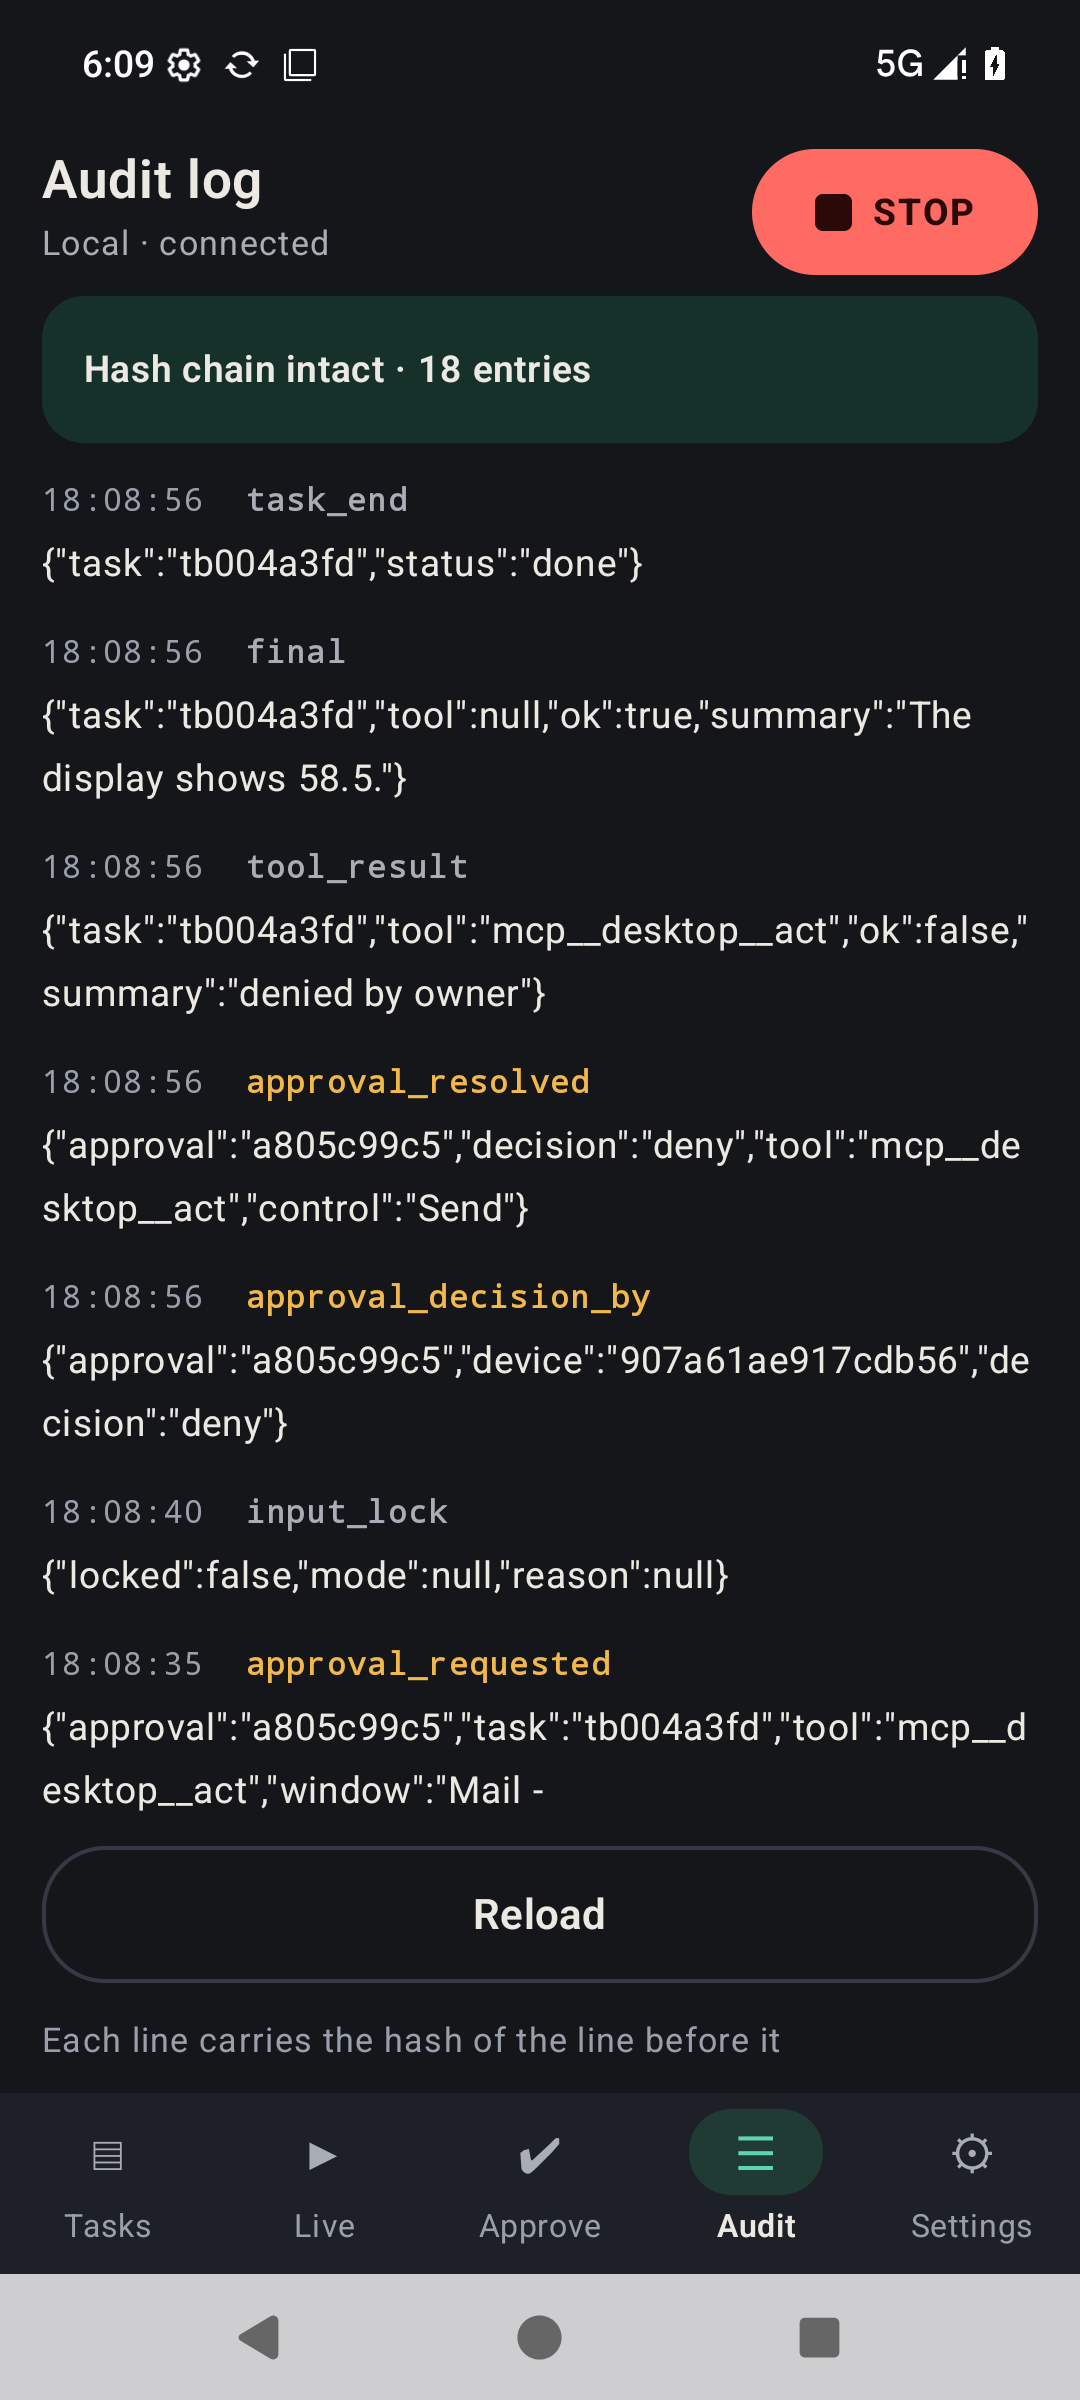 6:09
5G
Audit log
STOP
Local · connected
Hash chain intact · 18 entries
18:08:56 task_end
{"task":"tb004a3fd","status":"done"}
18:08:56 final
{"task":"tb004a3fd","tool":null,"ok":true,"summary":"The
display shows 58.5."}
18:08:56 tool_result
{"task":"tb004a3fd","tool":"mcp__desktop__act","ok":false,"
summary":"denied by owner"}
18:08:56 approval_resolved
{"approval":"a805c99c5","decision":"deny","tool":"mcp__de
sktop__act","control":"Send"}
18:08:56 approval_decision_by
{"approval":"a805c99c5","device":"907a61ae917cdb56","de
cision":"deny"}
18:08:40 input_lock
{"locked":false,"mode":null,"reason":null}
18:08:35 approval_requested
{"approval":"a805c99c5","task":"tb004a3fd","tool":"mcp__d
esktop__act","window":"Mail -
Reload
Each line carries the hash of the line before it
Tasks Live Approve Audit Settings